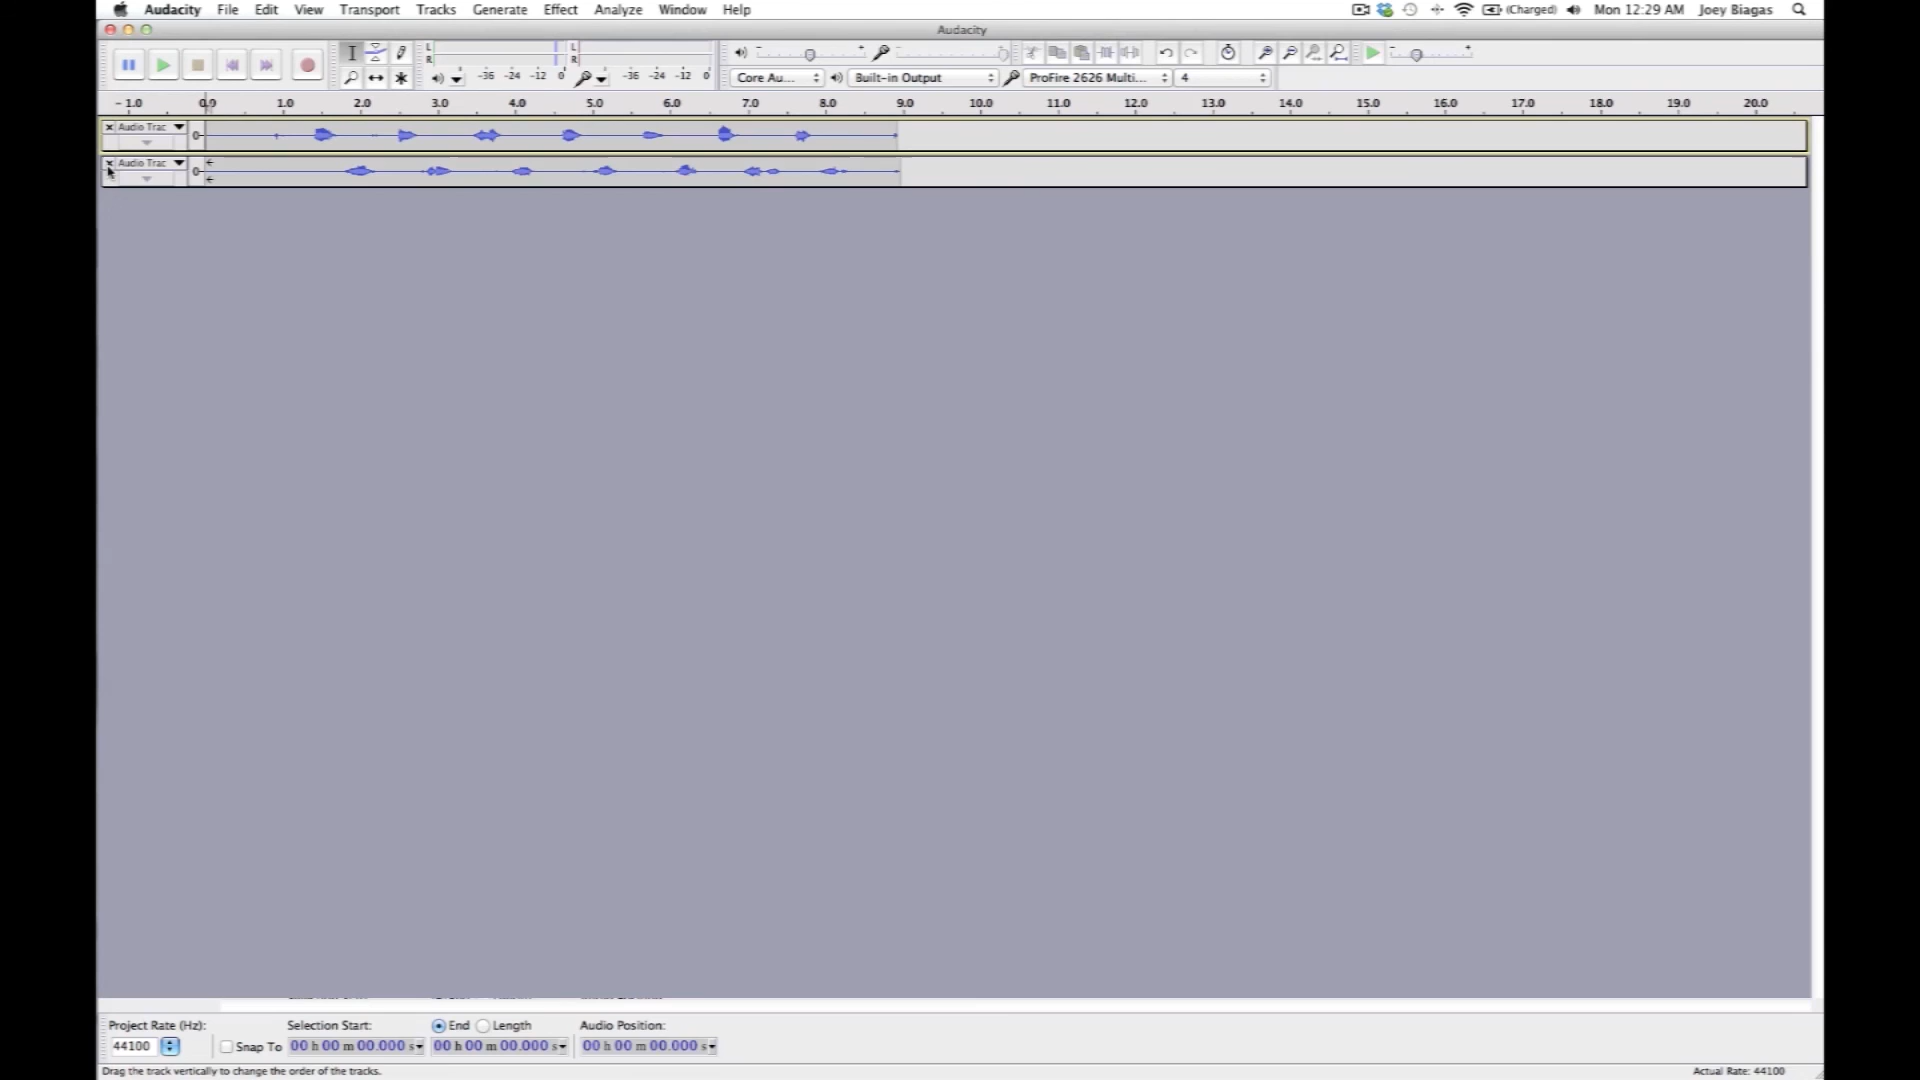 Audacity File Edit View Transport Tracks Generate Effect Analyze Window Help (Charged) Mon 12:29 AM Joey Biagas
Audacity
L R L R
-36 -24 -12 0 -36 -24 -12 0 Core Au... Built-in Output ProFire 2626 Multi... 4
-1.0 0.0 1.0 2.0 3.0 4.0 5.0 6.0 7.0 8.0 9.0 10.0 11.0 12.0 13.0 14.0 15.0 16.0 17.0 18.0 19.0 20.0
Audio Trac 0
Audio Trac 0
Project Rate (Hz): Selection Start: End Length Audio Position:
44100 Snap To 00 h 00 m 00.000 s 00 h 00 m 00.000 s 00 h 00 m 00.000 s
Drag the track vertically to change the order of the tracks. Actual Rate: 44100